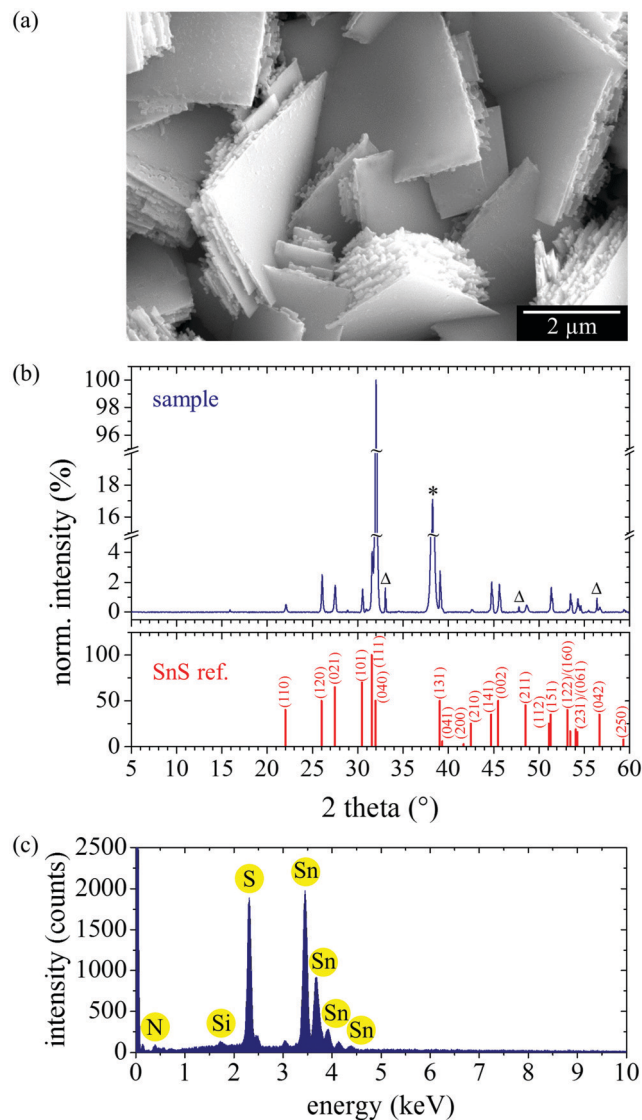 (a)
2 µm
(b)
100
98
96
18
16
4
2
0
sample
*
Δ
Δ
Δ
norm. intensity (%)
100
50
0
SnS ref.
(110)
(120)
(021)
(101)
(111)
(040)
(131)
(041)
(200)
(210)
(141)
(002)
(211)
(112)
(151)
(122)/(160)
(231)/(061)
(042)
(250)
5 10 15 20 25 30 35 40 45 50 55 60
2 theta (°)
(c)
2500
2000
1500
1000
500
0
intensity (counts)
N
Si
S
Sn
Sn
Sn
Sn
0 1 2 3 4 5 6 7 8 9 10
energy (keV)